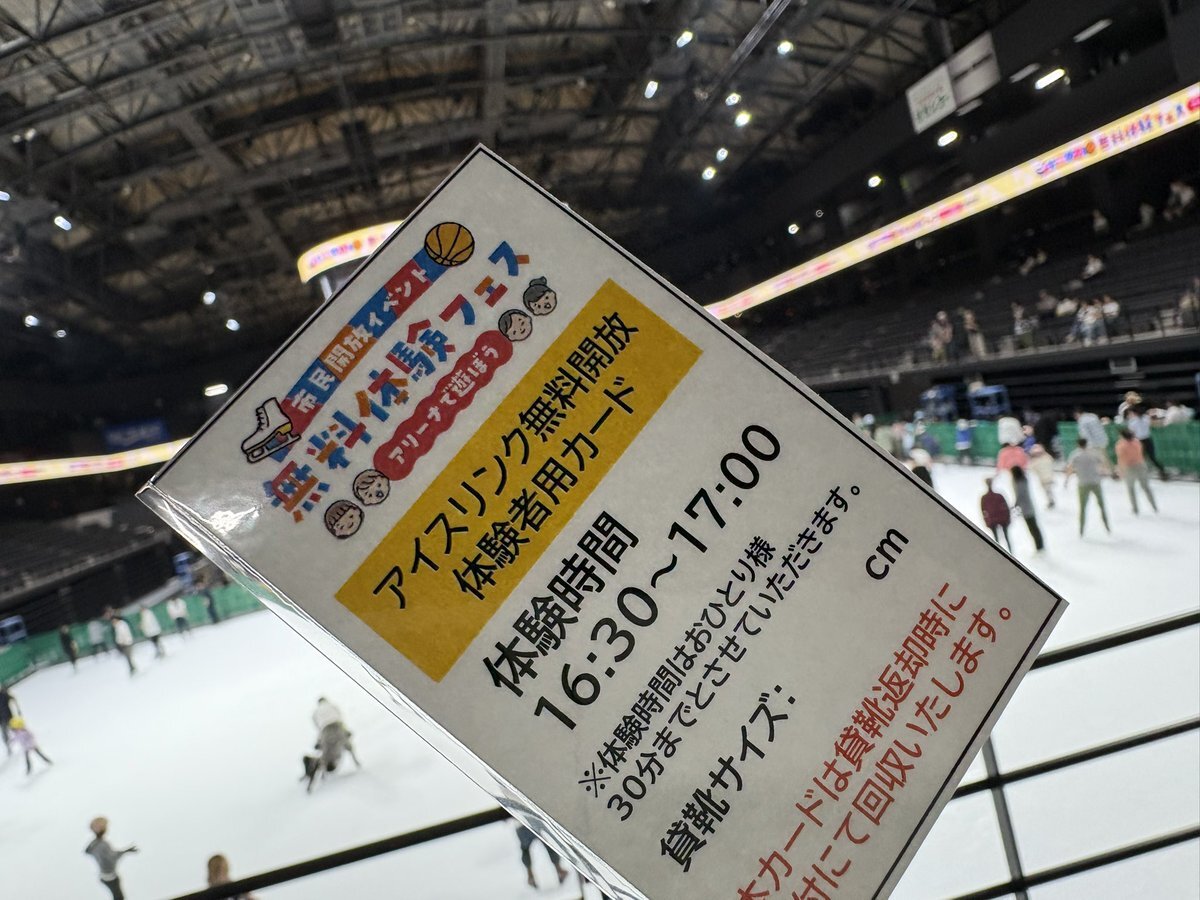 市民開放イベント
無料体験フェス
アリーナで遊ぼう
アイスリンク無料開放
体験者用カード
体験時間
16:30～17:00
※体験時間はおひとり様
30分までとさせていただきます。
貸靴サイズ: cm
本カードは貸靴返却時に
付にて回収いたします。